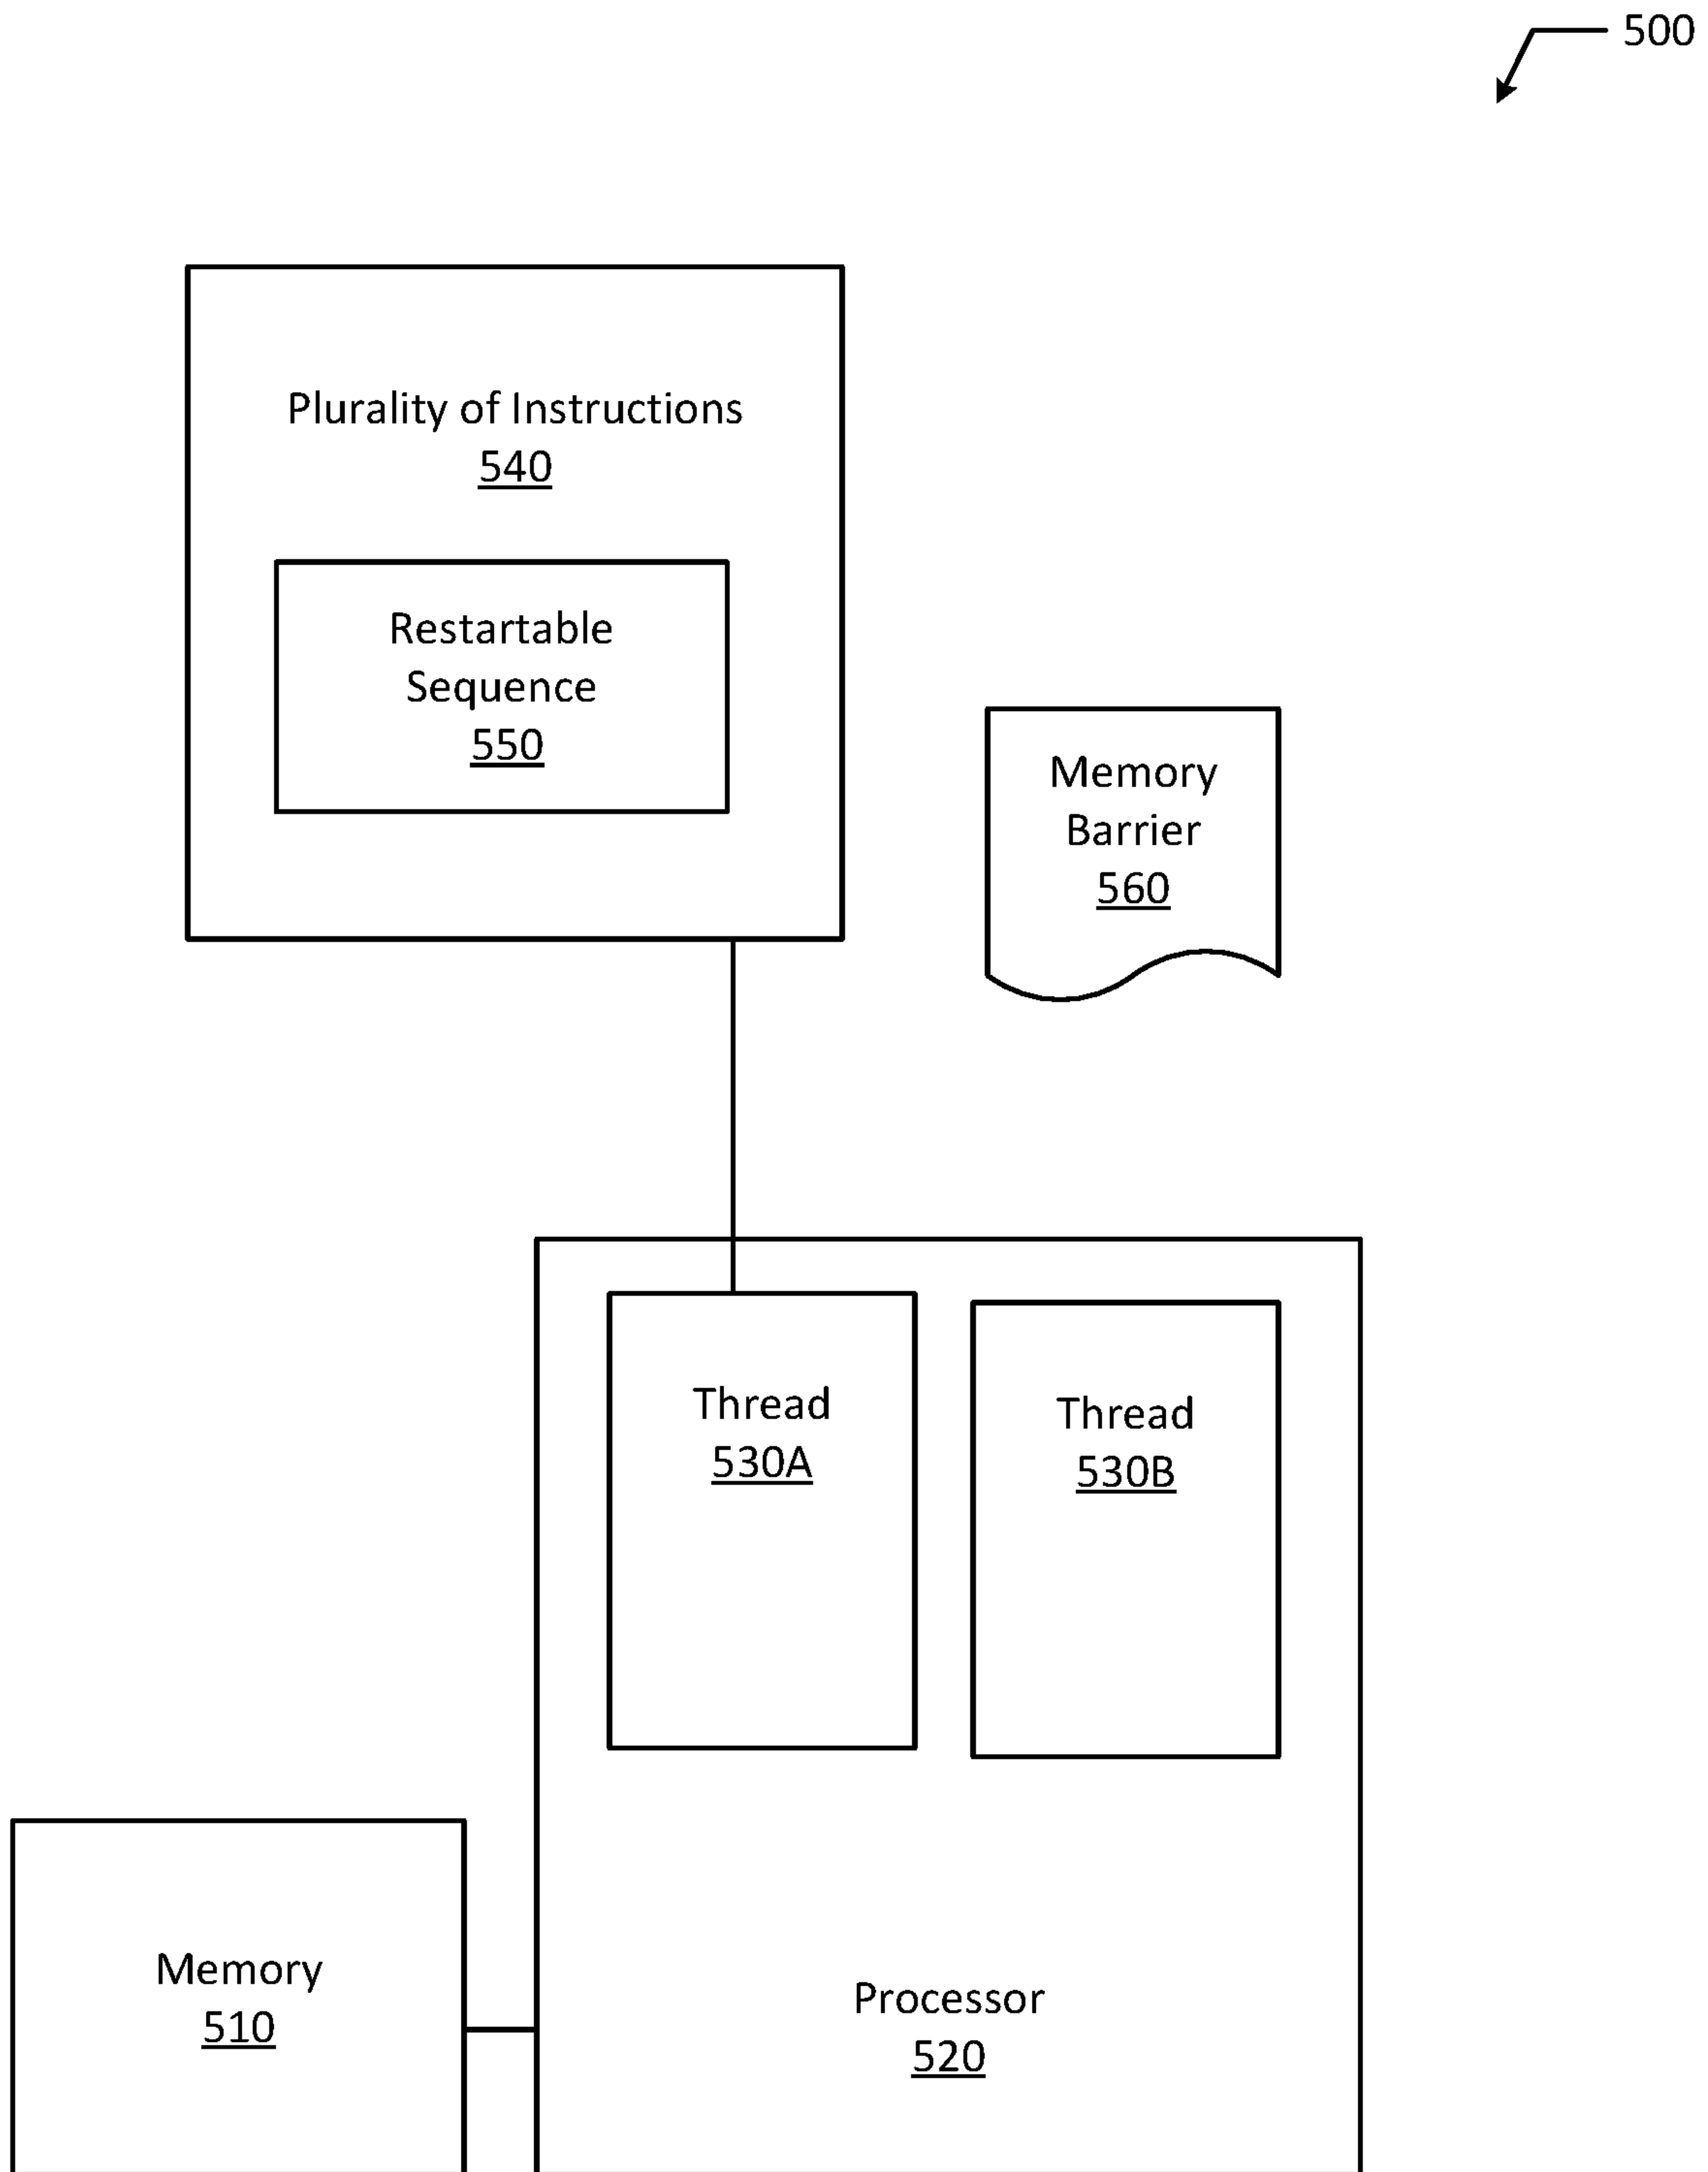 500
Plurality of Instructions
540
Restartable
Sequence
550
Memory
Barrier
560
Thread
530A
Thread
530B
Memory
510
Processor
520